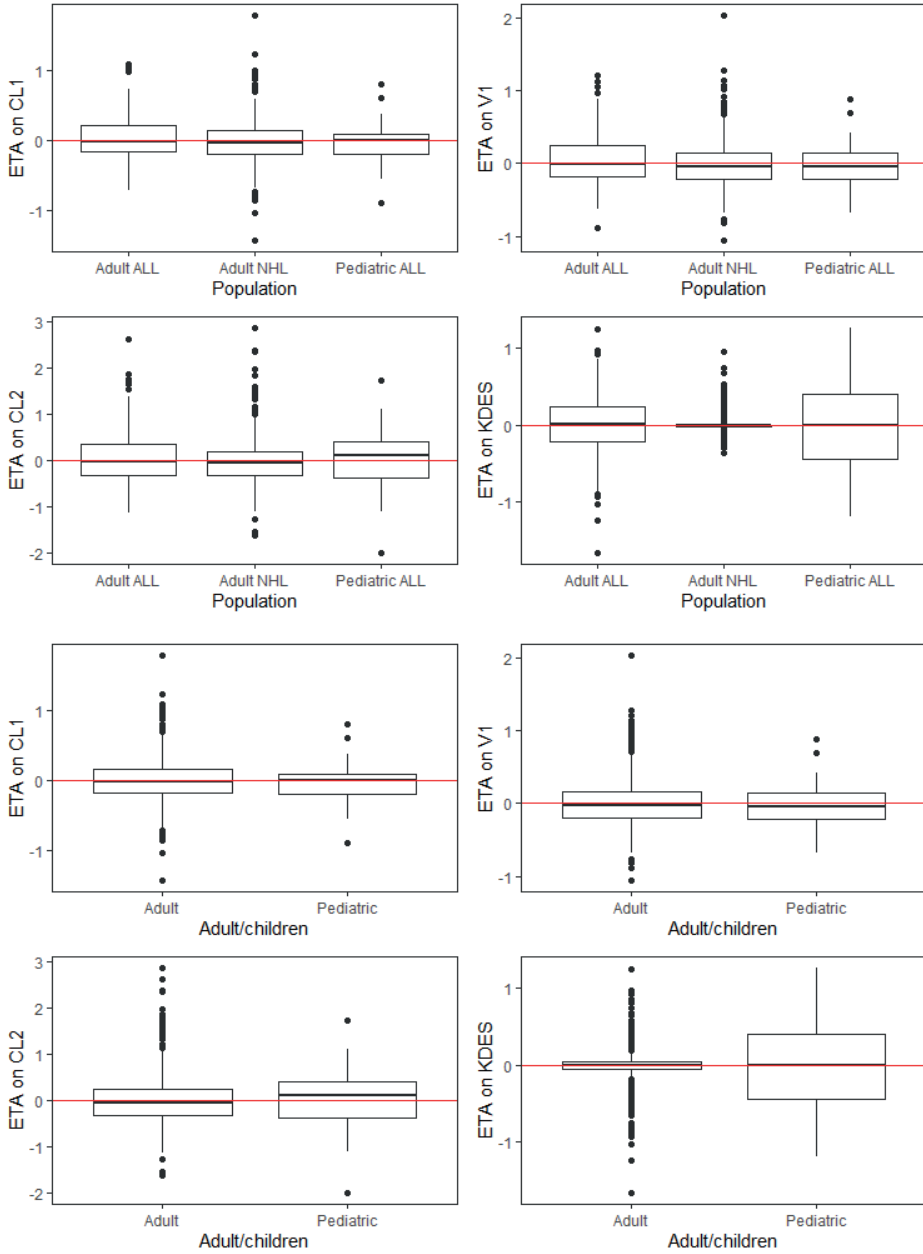 ETA on CL1
1
0
-1
Adult ALL Adult NHL Pediatric ALL
Population
ETA on V1
2
1
0
-1
Adult ALL Adult NHL Pediatric ALL
Population
ETA on CL2
3
2
1
0
-1
-2
Adult ALL Adult NHL Pediatric ALL
Population
ETA on KDES
1
0
-1
Adult ALL Adult NHL Pediatric ALL
Population
ETA on CL1
1
0
-1
Adult Pediatric
Adult/children
ETA on V1
2
1
0
-1
Adult Pediatric
Adult/children
ETA on CL2
3
2
1
0
-1
-2
Adult Pediatric
Adult/children
ETA on KDES
1
0
-1
Adult Pediatric
Adult/children